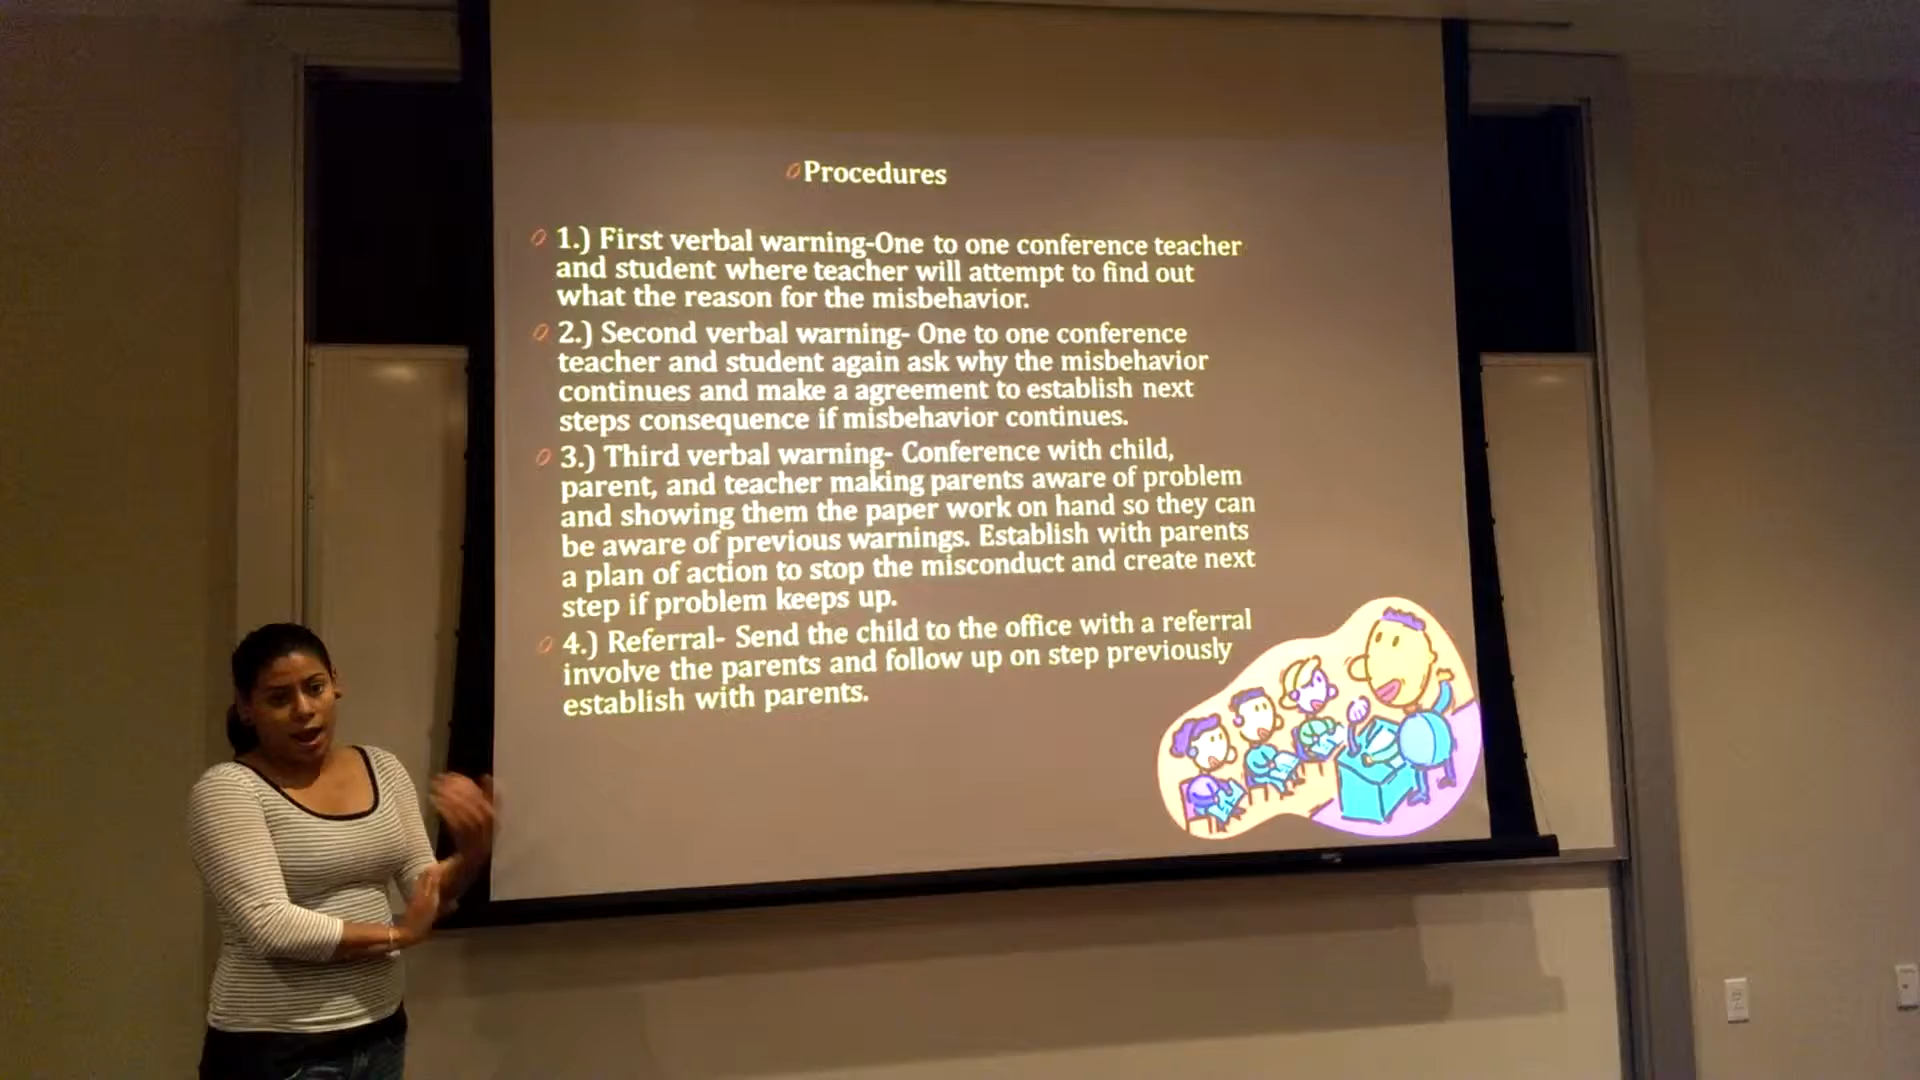 Procedures
1.) First verbal warning-One to one conference teacher
and student where teacher will attempt to find out
what the reason for the misbehavior.
2.) Second verbal warning- One to one conference
teacher and student again ask why the misbehavior
continues and make a agreement to establish next
steps consequence if misbehavior continues.
3.) Third verbal warning- Conference with child,
parent, and teacher making parents aware of problem
and showing them the paper work on hand so they can
be aware of previous warnings. Establish with parents
a plan of action to stop the misconduct and create next
step if problem keeps up.
4.) Referral- Send the child to the office with a referral
involve the parents and follow up on step previously
establish with parents.